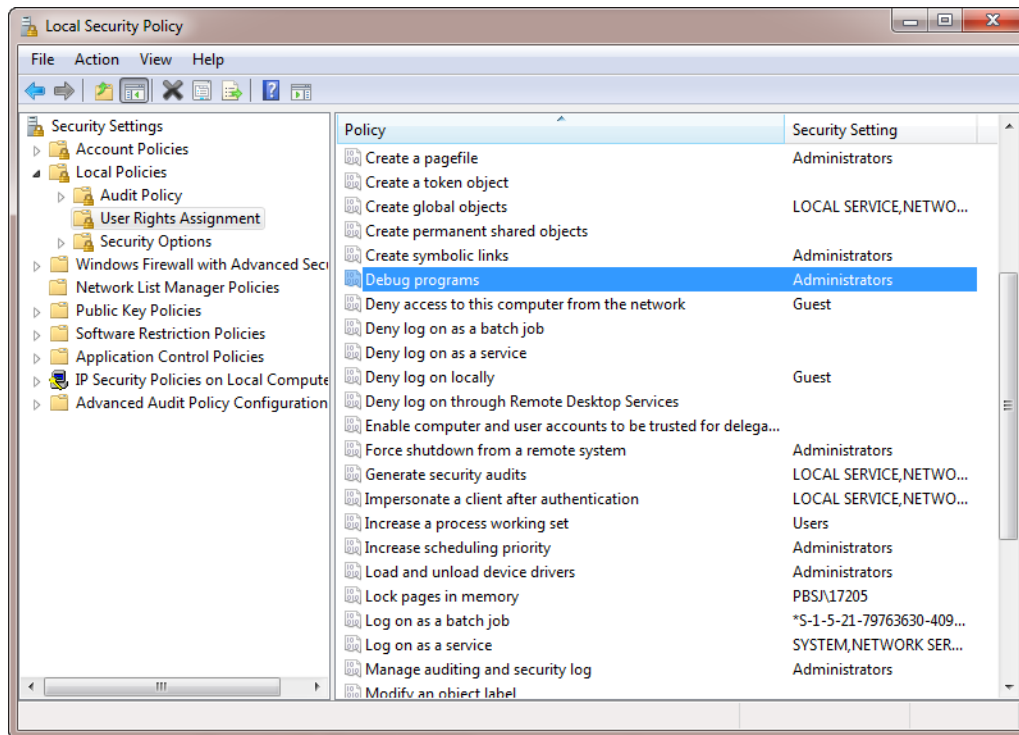 Local Security Policy
File Action View Help
Security Settings
Account Policies
Local Policies
Audit Policy
User Rights Assignment
Security Options
Windows Firewall with Advanced Secu
Network List Manager Policies
Public Key Policies
Software Restriction Policies
Application Control Policies
IP Security Policies on Local Compute
Advanced Audit Policy Configuration
Policy Security Setting
Create a pagefile Administrators
Create a token object
Create global objects LOCAL SERVICE,NETWO...
Create permanent shared objects
Create symbolic links Administrators
Debug programs Administrators
Deny access to this computer from the network Guest
Deny log on as a batch job
Deny log on as a service
Deny log on locally Guest
Deny log on through Remote Desktop Services
Enable computer and user accounts to be trusted for delega...
Force shutdown from a remote system Administrators
Generate security audits LOCAL SERVICE,NETWO...
Impersonate a client after authentication LOCAL SERVICE,NETWO...
Increase a process working set Users
Increase scheduling priority Administrators
Load and unload device drivers Administrators
Lock pages in memory PBSJ\17205
Log on as a batch job *S-1-5-21-79763630-409...
Log on as a service SYSTEM,NETWORK SER...
Manage auditing and security log Administrators
Modify an object label